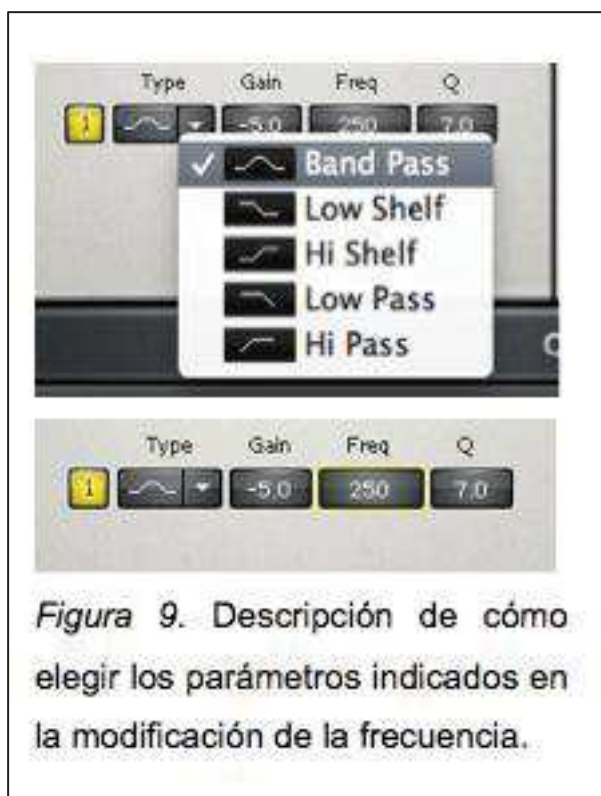 Type Gain Freq Q
1 -5.0 250 7.0
✓ Band Pass
Low Shelf
Hi Shelf
Low Pass
Hi Pass
Type Gain Freq Q
1 -5.0 250 7.0
Figura 9. Descripción de cómo
elegir los parámetros indicados en
la modificación de la frecuencia.